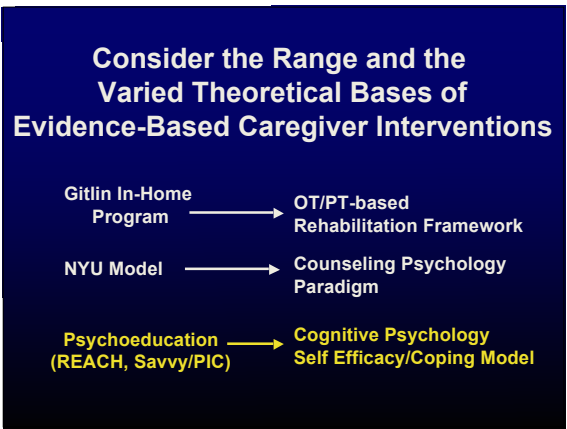 Consider the Range and the
Varied Theoretical Bases of
Evidence-Based Caregiver Interventions
Gitlin In-Home
Program
OT/PT-based
Rehabilitation Framework
NYU Model
Counseling Psychology
Paradigm
Psychoeducation
(REACH, Savvy/PIC)
Cognitive Psychology
Self Efficacy/Coping Model